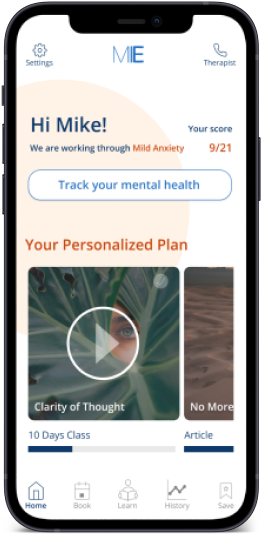 MIE
Settings
Therapist
Hi Mike!
Your score
We are working through Mild Anxiety
9/21
Track your mental health
Your Personalized Plan
Clarity of Thought
No More
10 Days Class
Article
Home
Book
Learn
History
Save